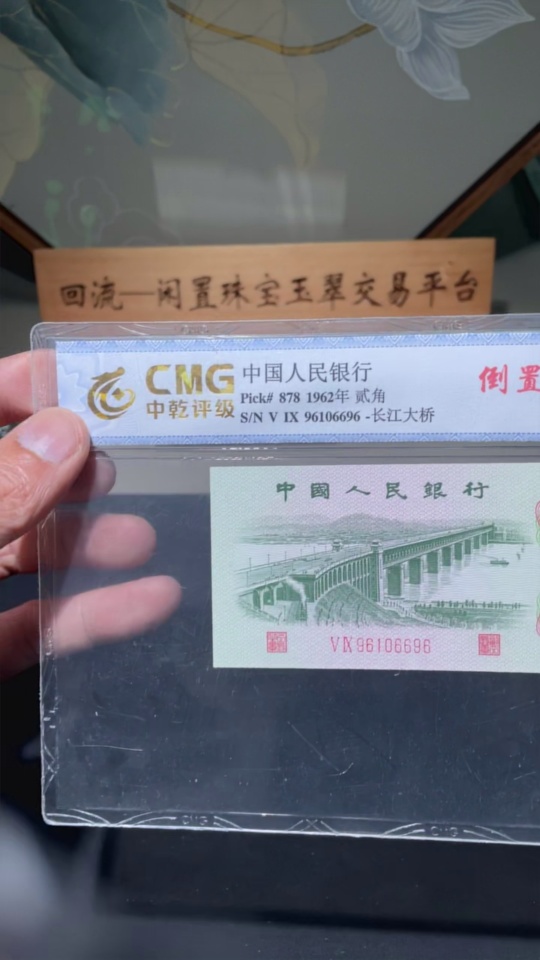 回流—闲置珠宝玉翠交易平台
CMG
中乾评级
中国人民银行
Pick# 878 1962年 贰角
S/N V IX 96106696 -长江大桥
倒置
中國人民銀行
VIX96106696
CMG
CMG